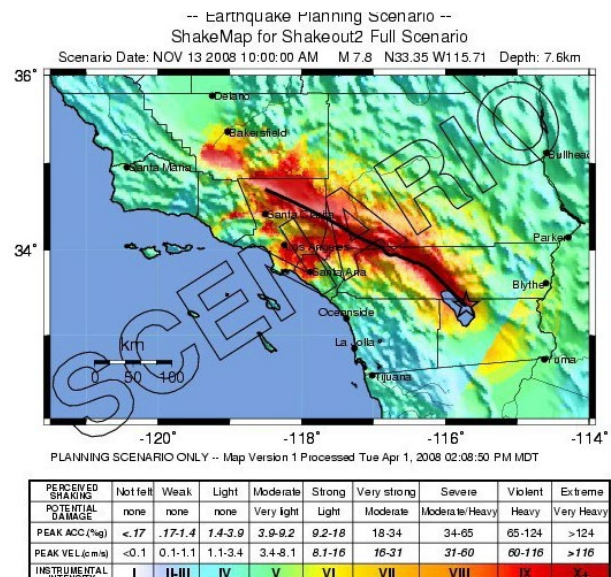 -- Earthquake Planning Scenario --
ShakeMap for Shakeout2 Full Scenario
Scenario Date: NOV 13 2008 10:00:00 AM M 7.8 N33.35 W115.71 Depth: 7.6km
36°
Delano
Bakersfield
Bullhead
Santa Maria
Santa Clarita
34°
Los Angeles
Parker
Santa Ana
Blythe
Oceanside
km
La Jolla
0 50 100
Yuma
Tijuana
SCENARIO
-120° -118° -116° -114°
PLANNING SCENARIO ONLY -- Map Version 1 Processed Tue Apr 1, 2008 02:08:50 PM MDT
PERCEIVED SHAKING Not felt Weak Light Moderate Strong Very strong Severe Violent Extreme
POTENTIAL DAMAGE none none none Very light Light Moderate Moderate/Heavy Heavy Very Heavy
PEAK ACC.(%g) <.17 .17-1.4 1.4-3.9 3.9-9.2 9.2-18 18-34 34-65 65-124 >124
PEAK VEL.(cm/s) <0.1 0.1-1.1 1.1-3.4 3.4-8.1 8.1-16 16-31 31-60 60-116 >116
INSTRUMENTAL INTENSITY I II-III IV V VI VII VIII IX X+